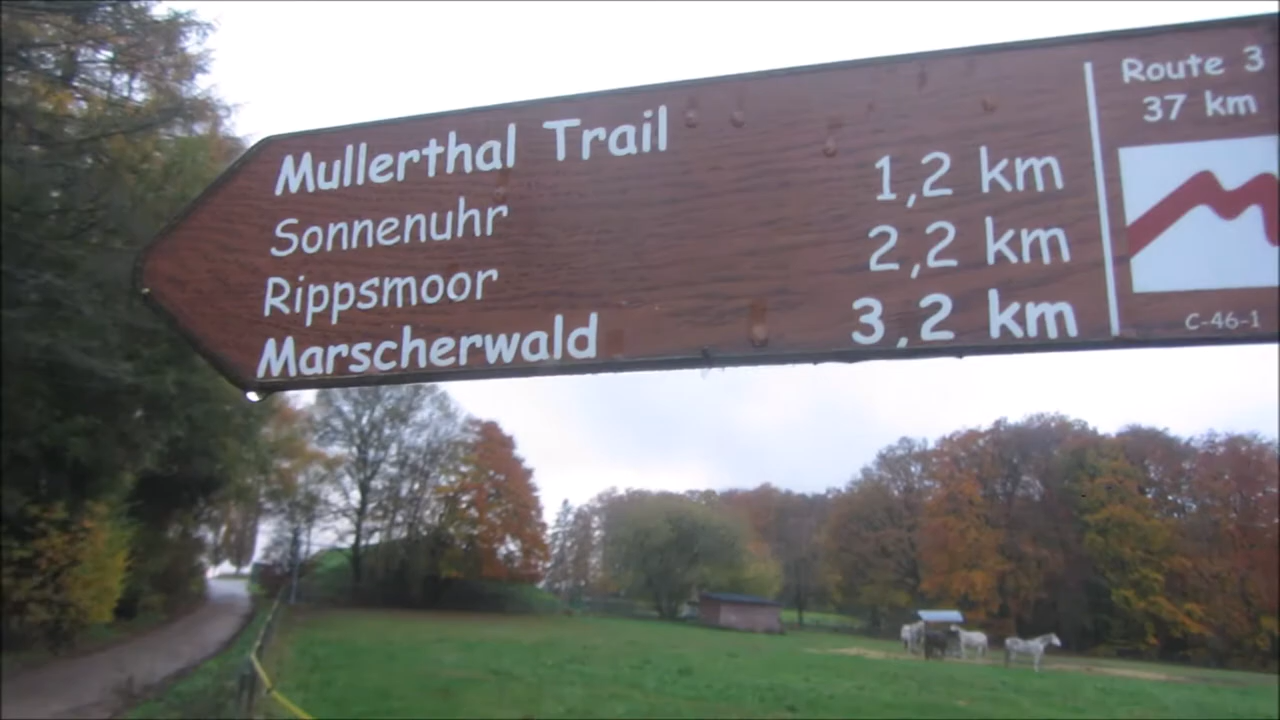 Mullerthal Trail
Sonnenuhr 1,2 km
Rippsmoor 2,2 km
Marscherwald 3,2 km
Route 3
37 km
C-46-1